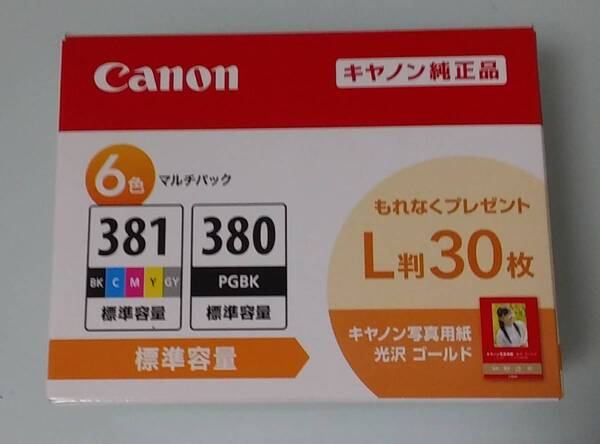 Canon
キヤノン純正品
6色 マルチパック
381
BK C M Y GY
標準容量
380
PGBK
標準容量
標準容量
もれなくプレゼント
L判30枚
キヤノン写真用紙
光沢 ゴールド